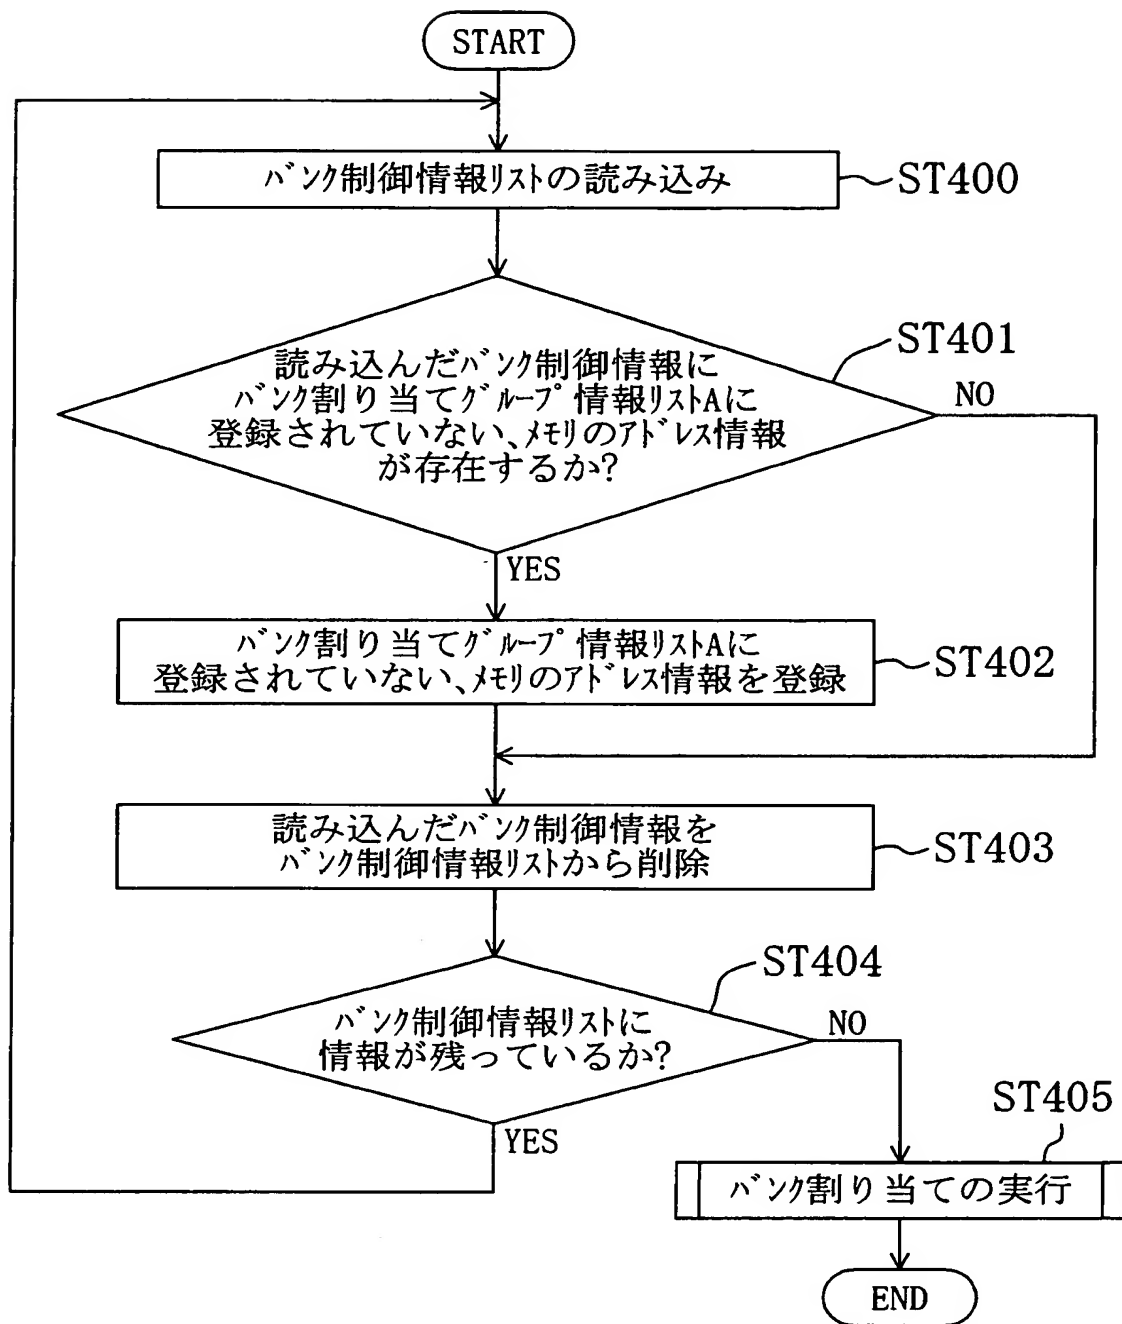 START
バンク制御情報リストの読み込み
ST400
読み込んだバンク制御情報に
バンク割り当てグループ情報リストAに
登録されていない、メモリのアドレス情報
が存在するか?
ST401
NO
YES
バンク割り当てグループ情報リストAに
登録されていない、メモリのアドレス情報を登録
ST402
読み込んだバンク制御情報を
バンク制御情報リストから削除
ST403
バンク制御情報リストに
情報が残っているか?
ST404
NO
YES
ST405
バンク割り当ての実行
END